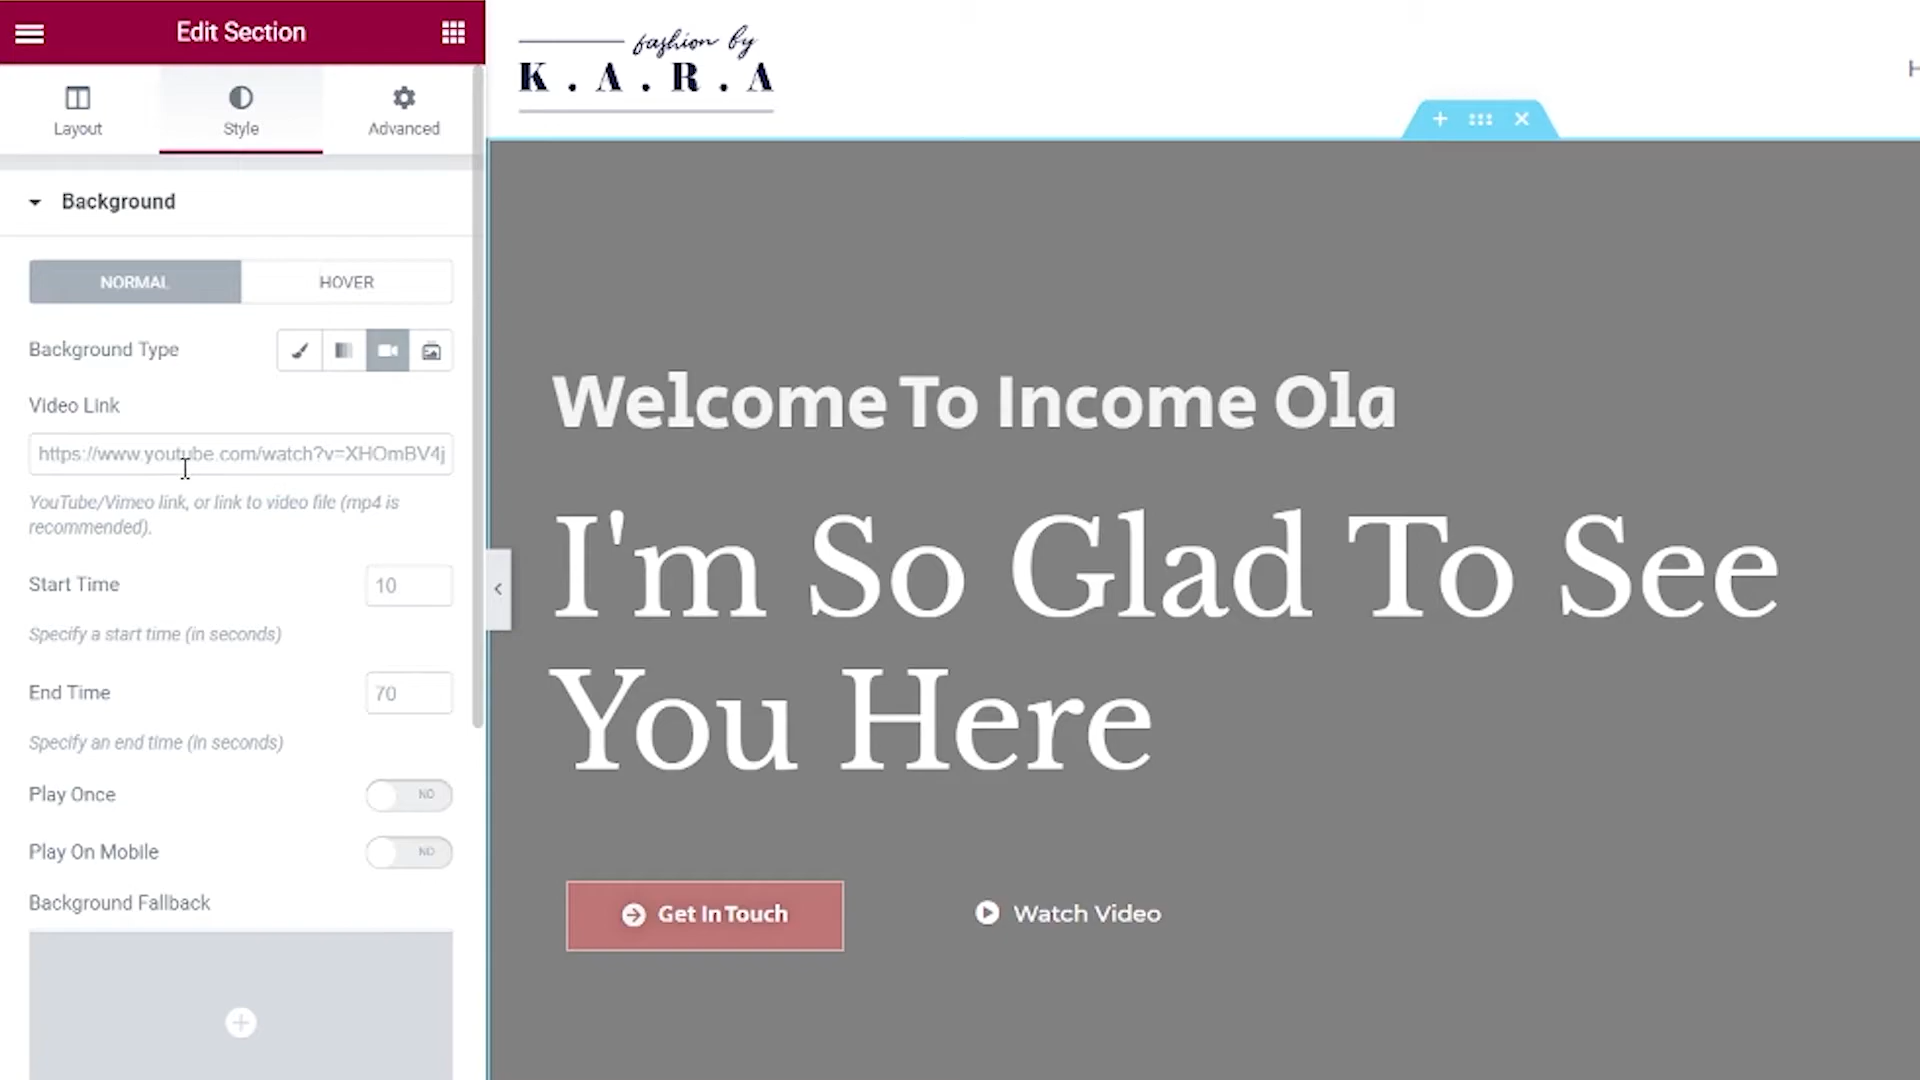 Edit Section
Layout
Style
Advanced
Background
NORMAL
HOVER
Background Type
Video Link
https://www.youtube.com/watch?v=XHOmBV4j
YouTube/Vimeo link, or link to video file (mp4 is
recommended).
Start Time
10
Specify a start time (in seconds)
End Time
70
Specify an end time (in seconds)
Play Once
NO
Play On Mobile
NO
Background Fallback
fashion by
K.A.R.A
H
Welcome To Income Ola
I'm So Glad To See
You Here
Get In Touch
Watch Video